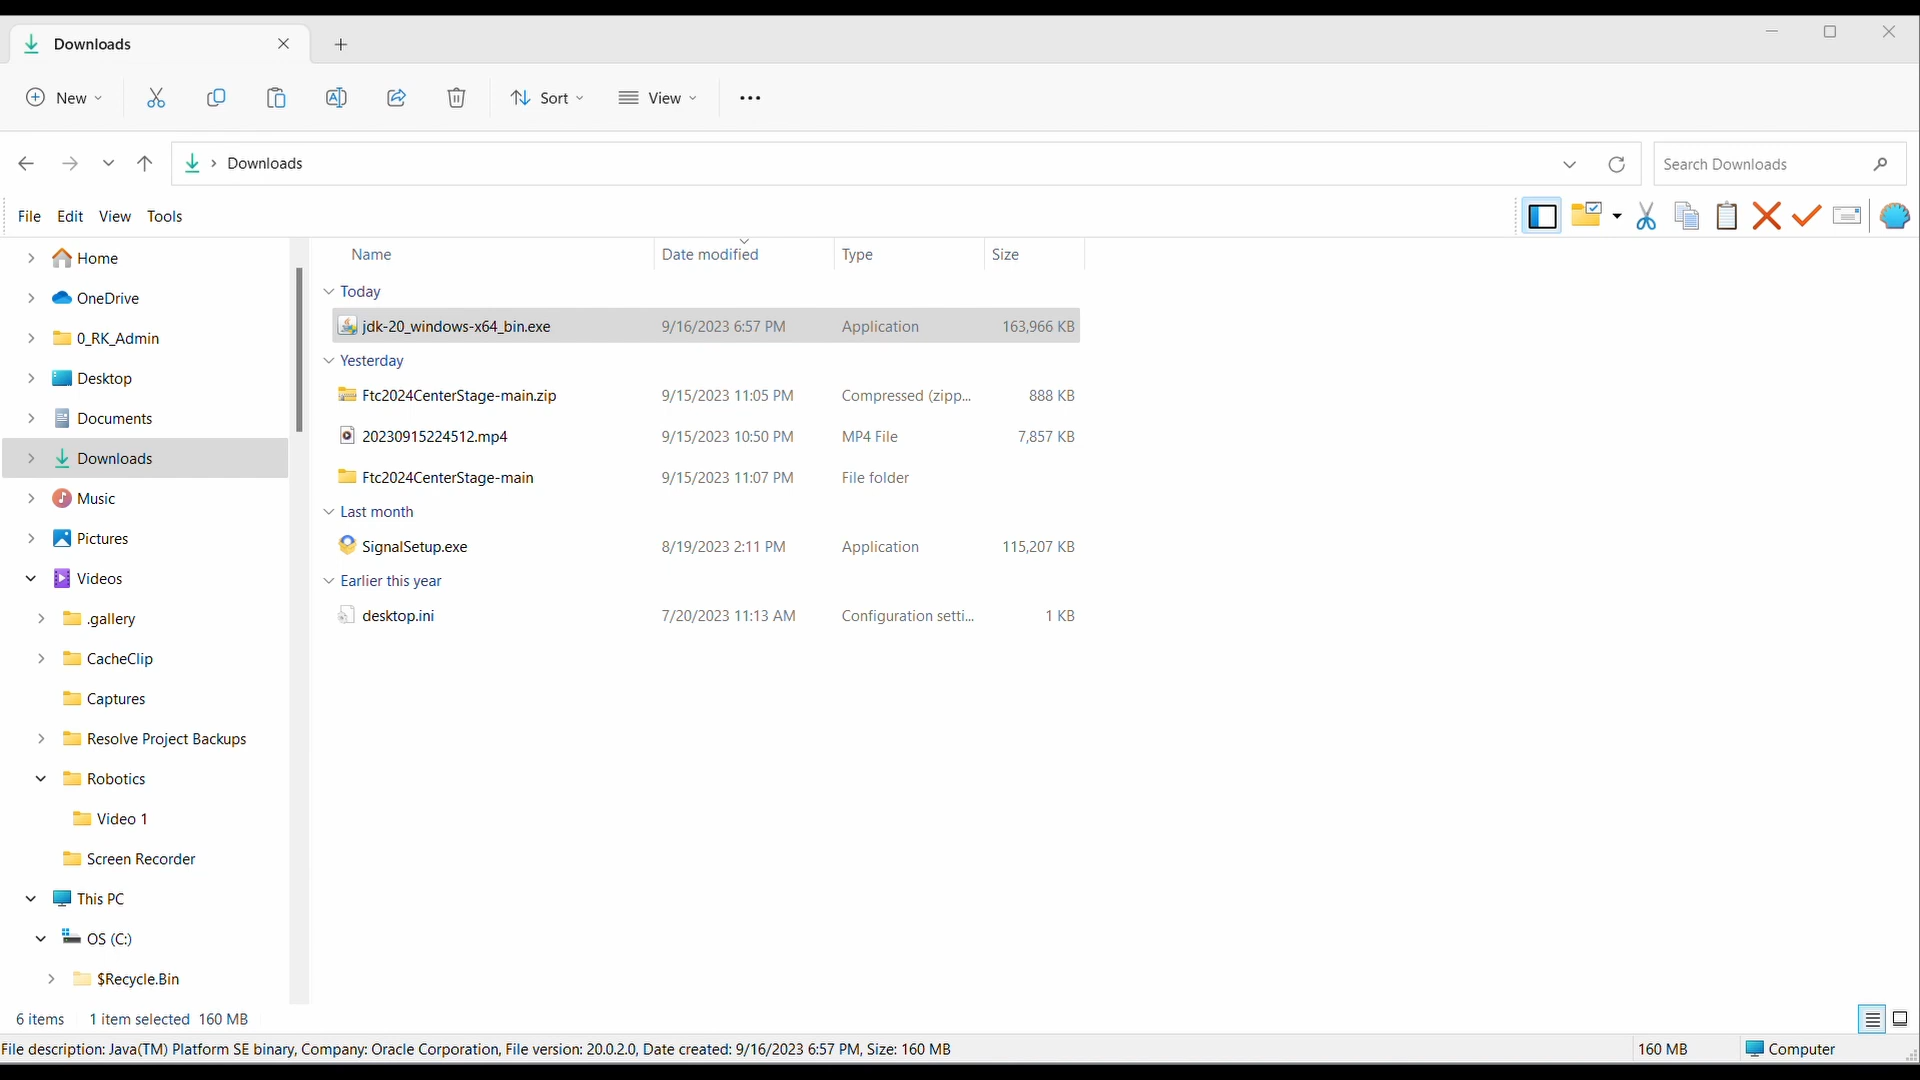 Downloads
New
Sort
View
Downloads
Search Downloads
File Edit View Tools
Name Date modified Type Size
Home
OneDrive
0_RK_Admin
Desktop
Documents
Downloads
Music
Pictures
Videos
.gallery
CacheClip
Captures
Resolve Project Backups
Robotics
Video 1
Screen Recorder
This PC
OS (C:)
$Recycle.Bin
Today
jdk-20_windows-x64_bin.exe 9/16/2023 6:57 PM Application 163,966 KB
Yesterday
Ftc2024CenterStage-main.zip 9/15/2023 11:05 PM Compressed (zipp... 888 KB
20230915224512.mp4 9/15/2023 10:50 PM MP4 File 7,857 KB
Ftc2024CenterStage-main 9/15/2023 11:07 PM File folder
Last month
SignalSetup.exe 8/19/2023 2:11 PM Application 115,207 KB
Earlier this year
desktop.ini 7/20/2023 11:13 AM Configuration setti... 1 KB
6 items 1 item selected 160 MB
File description: Java(TM) Platform SE binary, Company: Oracle Corporation, File version: 20.0.2.0, Date created: 9/16/2023 6:57 PM, Size: 160 MB
160 MB
Computer